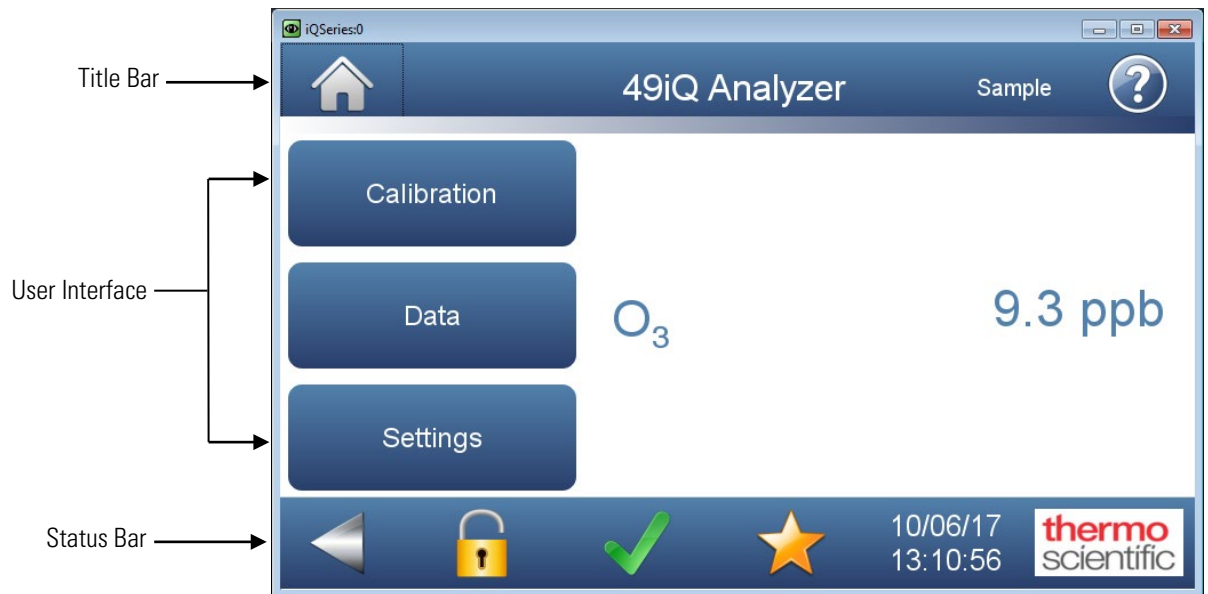 iQSeries:0
Title Bar
49iQ Analyzer
Sample
?
Calibration
User Interface
Data
O₃
9.3 ppb
Settings
Status Bar
10/06/17
13:10:56
thermo
scientific